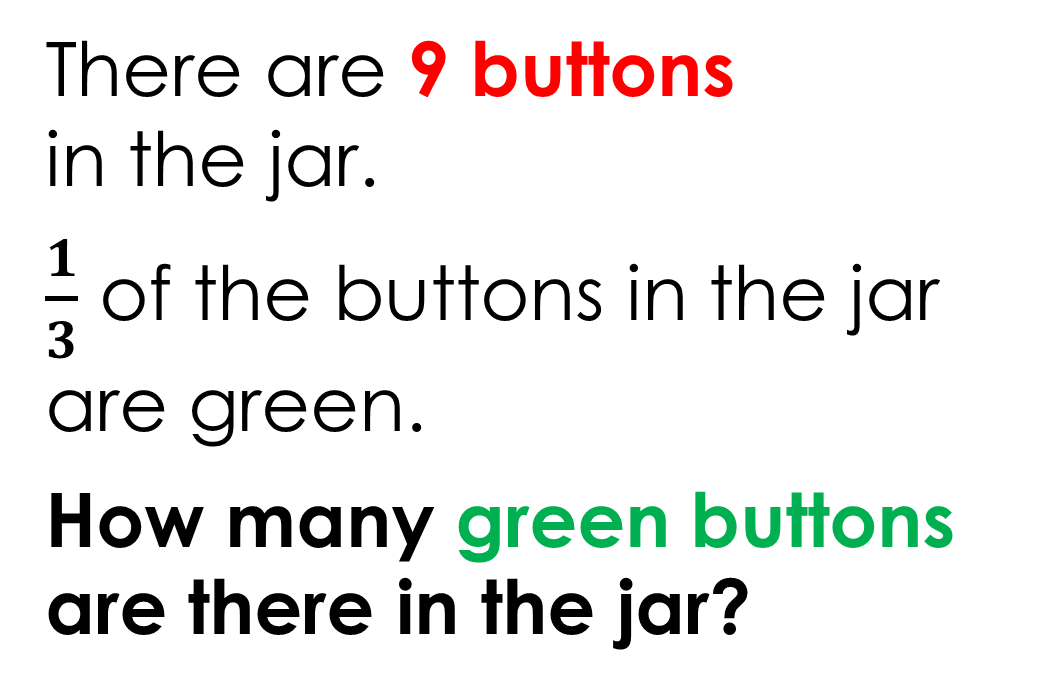 There are 9 buttons
in the jar.
1/3 of the buttons in the jar
are green.
How many green buttons
are there in the jar?